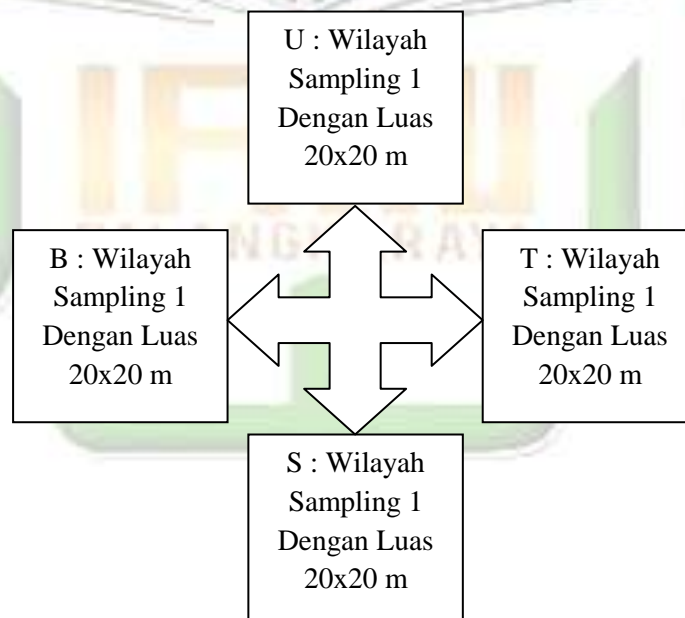 U : Wilayah
Sampling 1
Dengan Luas
20x20 m
B : Wilayah
Sampling 1
Dengan Luas
20x20 m
T : Wilayah
Sampling 1
Dengan Luas
20x20 m
S : Wilayah
Sampling 1
Dengan Luas
20x20 m